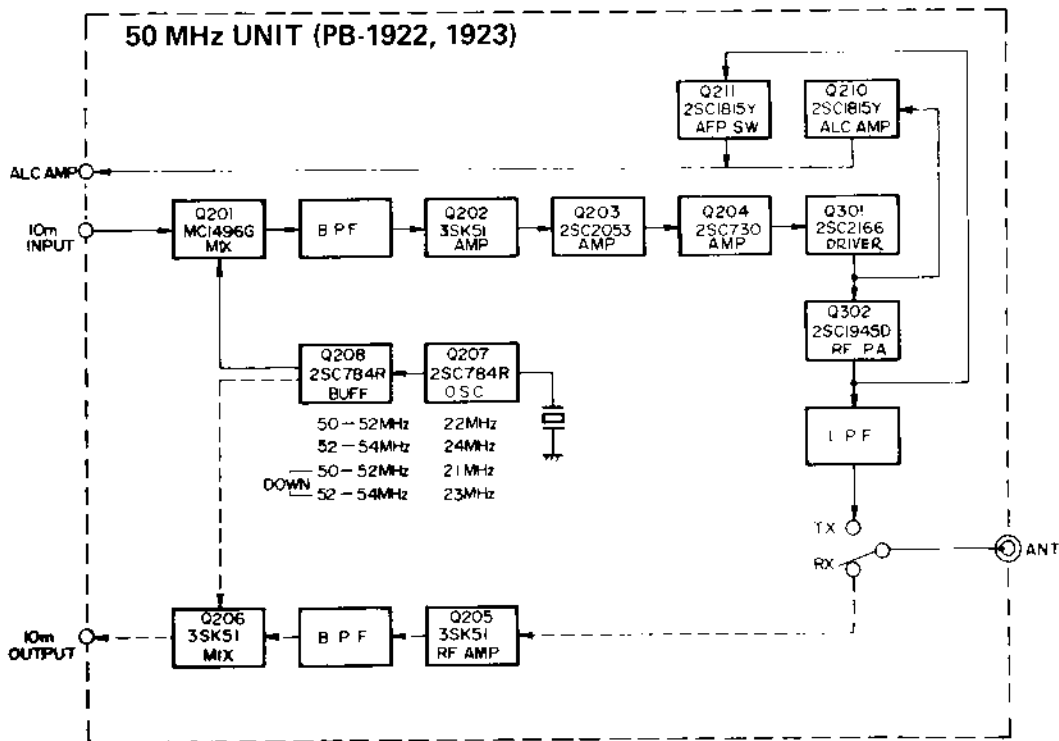 50 MHz UNIT (PB-1922, 1923)
Q211
2SC1815Y
AFP SW
Q210
2SC1815Y
ALC AMP
ALC AMP
10m
INPUT
Q201
MC1496G
MIX
BPF
Q202
3SK51
AMP
Q203
2SC2053
AMP
Q204
2SC730
AMP
Q301
2SC2166
DRIVER
Q302
2SC1945D
RF PA
Q208
2SC784R
BUFF
Q207
2SC784R
OSC
50-52MHz 22MHz
52-54MHz 24MHz
DOWN
50-52MHz 21MHz
52-54MHz 23MHz
LPF
TX
RX
ANT
10m
OUTPUT
Q206
3SK51
MIX
BPF
Q205
3SK51
RF AMP